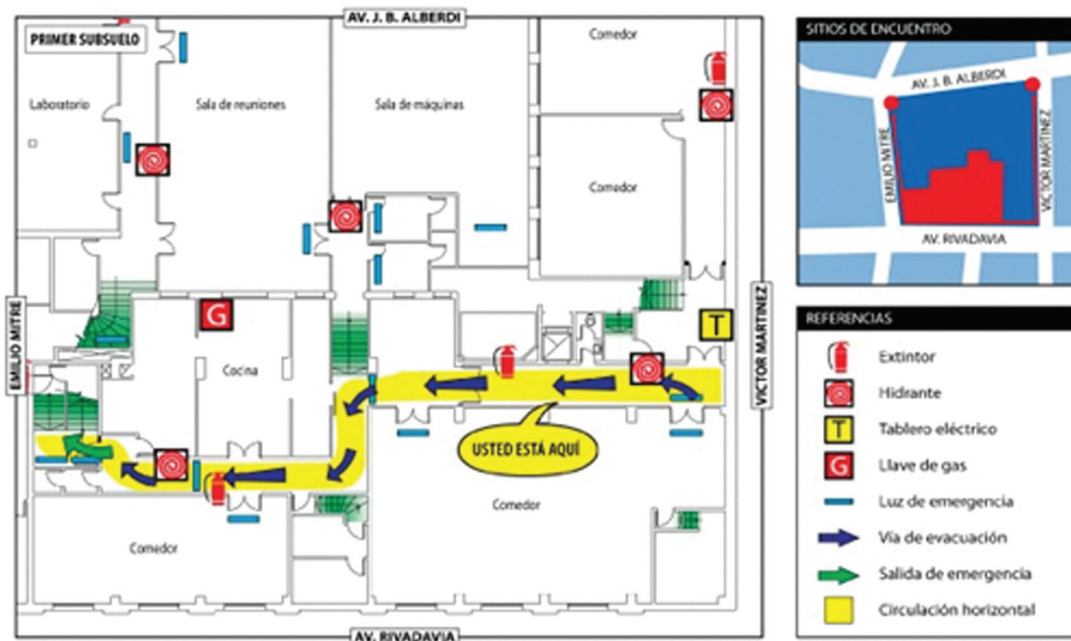 AV. J. B. ALBERDI
PRIMER SUBSUELO
Comedor
Laboratorio
Sala de reuniones
Sala de máquinas
Comedor
EMILIO MITRE
G
T
Cocina
VICTOR MARTINEZ
USTED ESTÁ AQUÍ
Comedor
Comedor
AV. RIVADAVIA
SITIOS DE ENCUENTRO
AV. J. B. ALBERDI
EMILIO MITRE
VICTOR MARTINEZ
AV. RIVADAVIA
REFERENCIAS
Extintor
Hidrante
T
Tablero eléctrico
G
Llave de gas
Luz de emergencia
Vía de evacuación
Salida de emergencia
Circulación horizontal